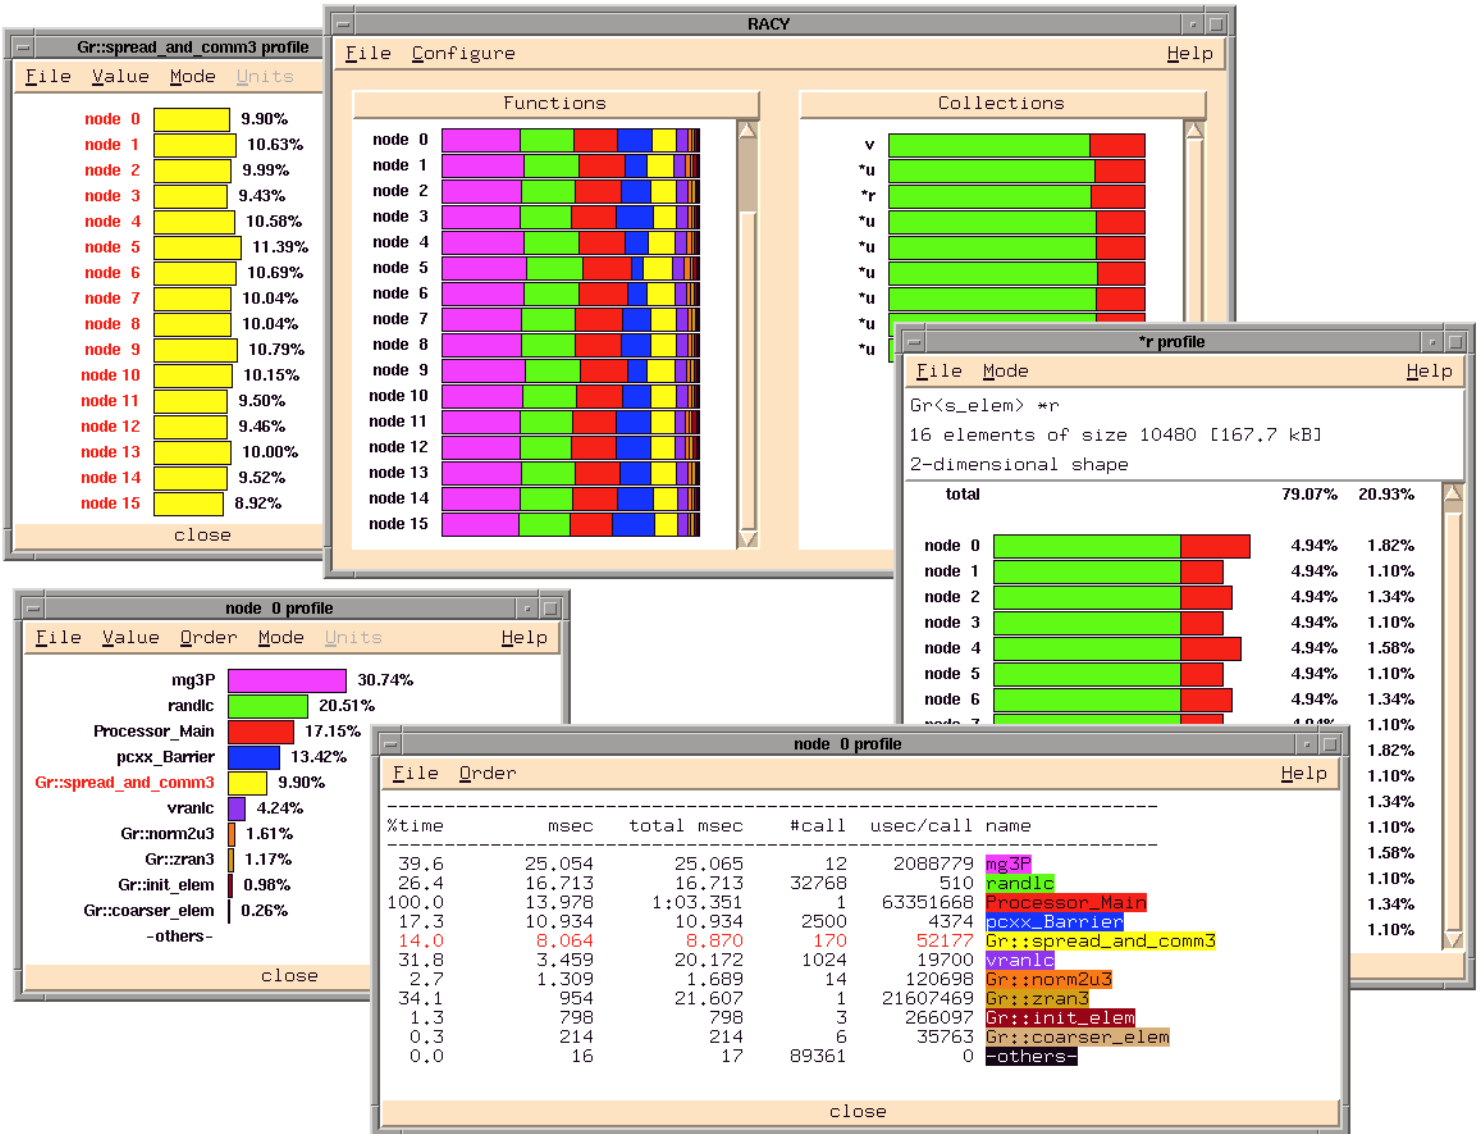 Gr::spread_and_comm3 profile
File Value Mode Units
node 0 9.90%
node 1 10.63%
node 2 9.99%
node 3 9.43%
node 4 10.58%
node 5 11.39%
node 6 10.69%
node 7 10.04%
node 8 10.04%
node 9 10.79%
node 10 10.15%
node 11 9.50%
node 12 9.46%
node 13 10.00%
node 14 9.52%
node 15 8.92%
close
RACY
File Configure Help
Functions
node 0
node 1
node 2
node 3
node 4
node 5
node 6
node 7
node 8
node 9
node 10
node 11
node 12
node 13
node 14
node 15
Collections
v
*u
*r
*u
*u
*u
*u
*u
*u
*r profile
File Mode Help
Gr<s_elem> *r
16 elements of size 10480 [167.7 kB]
2-dimensional shape
total 79.07% 20.93%
node 0 4.94% 1.82%
node 1 4.94% 1.10%
node 2 4.94% 1.34%
node 3 4.94% 1.10%
node 4 4.94% 1.58%
node 5 4.94% 1.10%
node 6 4.94% 1.34%
node 7 4.94% 1.10%
1.82%
1.10%
1.34%
1.10%
1.58%
1.10%
1.34%
1.10%
node 0 profile
File Value Order Mode Units Help
mg3P 30.74%
randlc 20.51%
Processor_Main 17.15%
pcxx_Barrier 13.42%
Gr::spread_and_comm3 9.90%
vranlc 4.24%
Gr::norm2u3 1.61%
Gr::zran3 1.17%
Gr::init_elem 0.98%
Gr::coarser_elem 0.26%
-others-
close
node 0 profile
File Order Help
%time msec total msec #call usec/call name
39.6 25.054 25.065 12 2088779 mg3P
26.4 16.713 16.713 32768 510 randlc
100.0 13.978 1:03.351 1 63351668 Processor_Main
17.3 10.934 10.934 2500 4374 pcxx_Barrier
14.0 8.064 8.870 170 52177 Gr::spread_and_comm3
31.8 3.459 20.172 1024 19700 vranlc
2.7 1.309 1.689 14 120698 Gr::norm2u3
34.1 954 21.607 1 21607469 Gr::zran3
1.3 798 798 3 266097 Gr::init_elem
0.3 214 214 6 35763 Gr::coarser_elem
0.0 16 17 89361 0 -others-
close